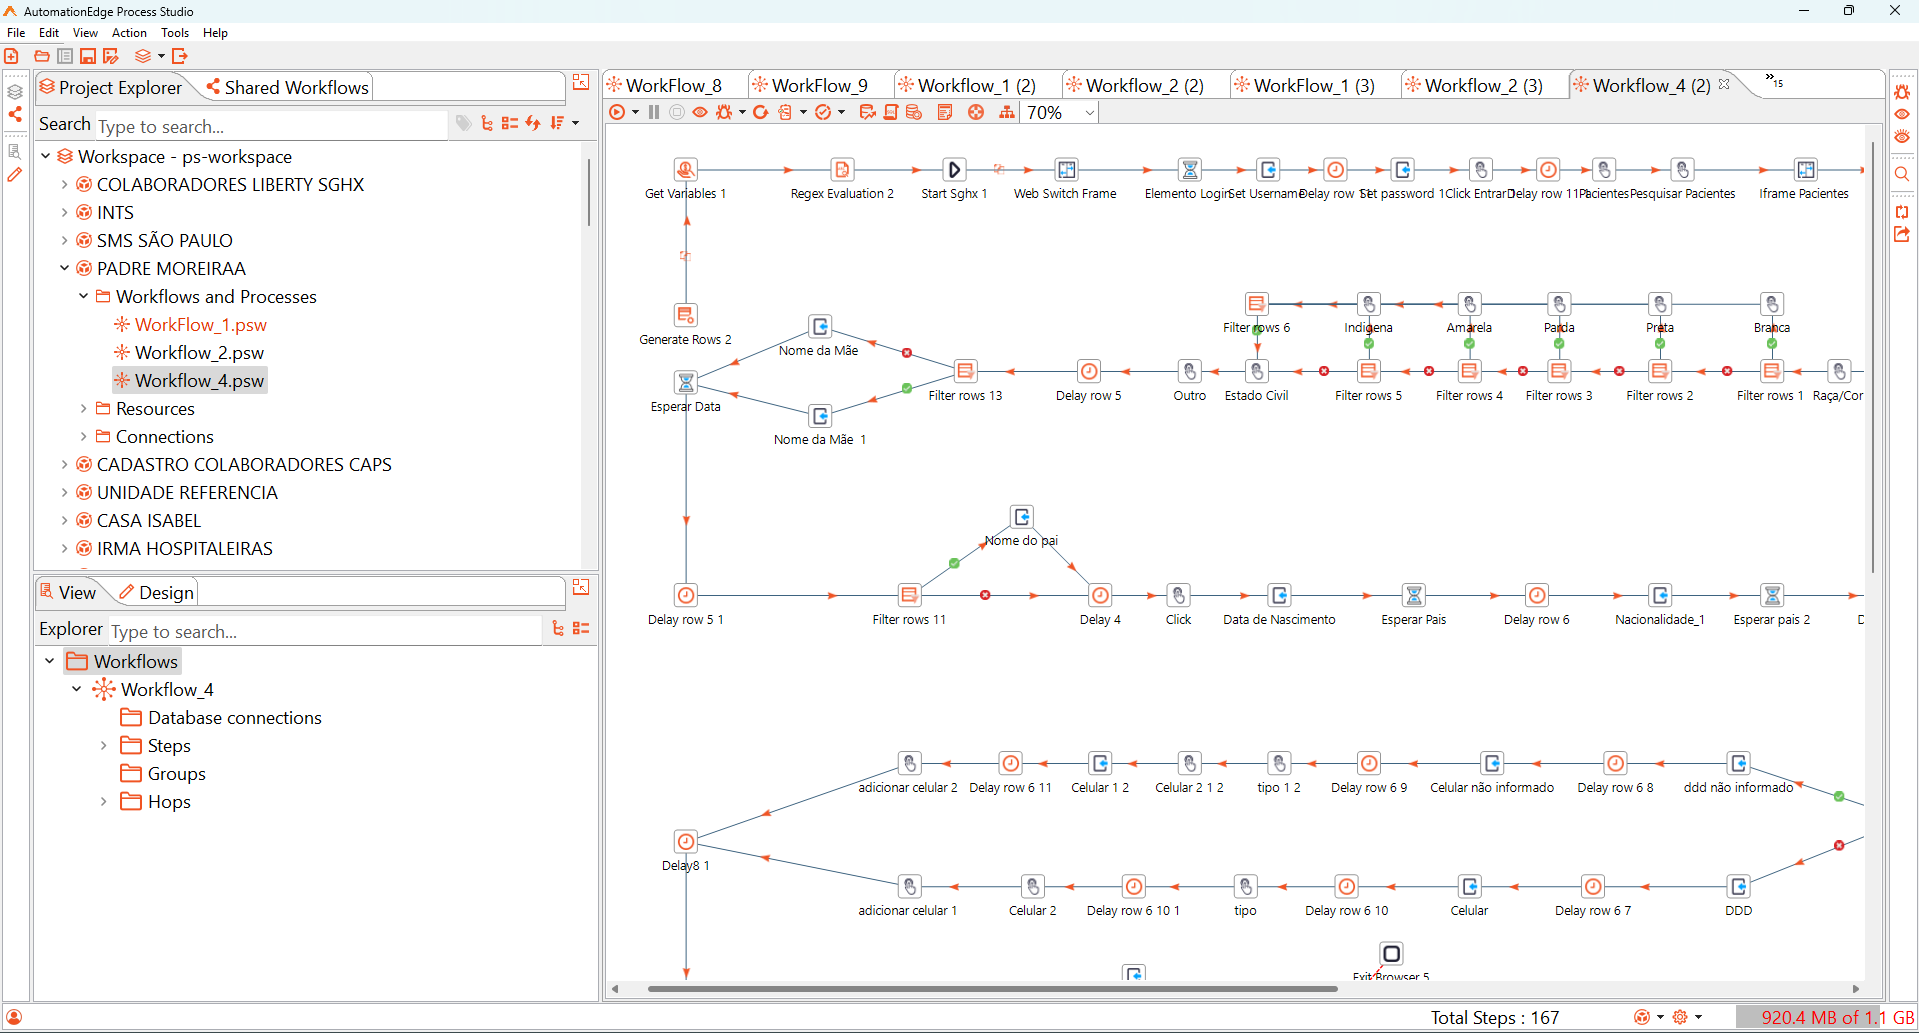 AutomationEdge Process Studio
File Edit View Action Tools Help
Project Explorer Shared Workflows
Search Type to search...
Workspace - ps-workspace
COLABORADORES LIBERTY SGHX
INTS
SMS SÃO PAULO
PADRE MOREIRAA
Workflows and Processes
WorkFlow_1.psw
Workflow_2.psw
Workflow_4.psw
Resources
Connections
CADASTRO COLABORADORES CAPS
UNIDADE REFERENCIA
CASA ISABEL
IRMA HOSPITALEIRAS
View Design
Explorer Type to search...
Workflows
Workflow_4
Database connections
Steps
Groups
Hops
WorkFlow_8 WorkFlow_9 Workflow_1 (2) Workflow_2 (2) WorkFlow_1 (3) Workflow_2 (3) Workflow_4 (2) »15
70%
Get Variables 1 Regex Evaluation 2 Start Sghx 1 Web Switch Frame Elemento Login Set Username Delay row 11 Set password 1 Click Entrar Delay row 11 1 Pacientes Pesquisar Pacientes Iframe Pacientes
Filter rows 6 Indigena Amarela Parda Preta Branca
Generate Rows 2 Nome da Mãe
Esperar Data Filter rows 13 Delay row 5 Outro Estado Civil Filter rows 5 Filter rows 4 Filter rows 3 Filter rows 2 Filter rows 1 Raça/Cor
Nome da Mãe 1
Nome do pai
Delay row 5 1 Filter rows 11 Delay 4 Click Data de Nascimento Esperar Pais Delay row 6 Nacionalidade_1 Esperar pais 2
adicionar celular 2 Delay row 6 11 Celular 1 2 Celular 2 1 2 tipo 1 2 Delay row 6 9 Celular não informado Delay row 6 8 ddd não informado
Delay8 1
adicionar celular 1 Celular 2 Delay row 6 10 1 tipo Delay row 6 10 Celular Delay row 6 7 DDD
Exit Browser 5
Total Steps : 167 920.4 MB of 1.1 GB